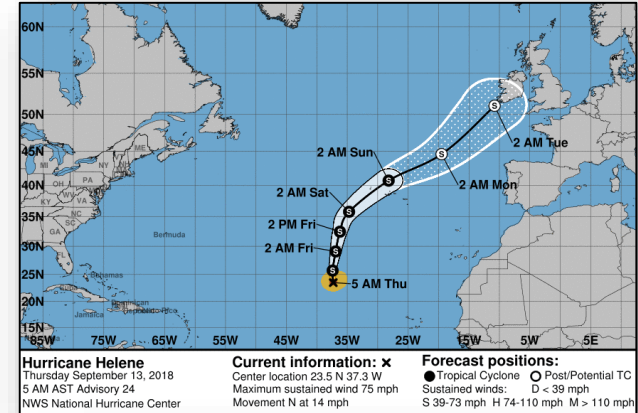 60N
55N
50N
45N
40N
35N
30N
25N
20N
15N
ME
MI
NY
OH
PA
KY
WV
VA
NC
SC
GA
Bermuda
Bahamas
Jamaica
2 AM Tue
2 AM Mon
2 AM Sun
2 AM Sat
2 PM Fri
2 AM Fri
5 AM Thu
85W 75W 65W 55W 45W 35W 25W 15W 5W 5E
Hurricane Helene
Thursday September 13, 2018
5 AM AST Advisory 24
NWS National Hurricane Center
Current information: ×
Center location 23.5 N 37.3 W
Maximum sustained wind 75 mph
Movement N at 14 mph
Forecast positions:
Tropical Cyclone Post/Potential TC
Sustained winds: D < 39 mph
S 39-73 mph H 74-110 mph M > 110 mph
S
S
S
S
S
S
S